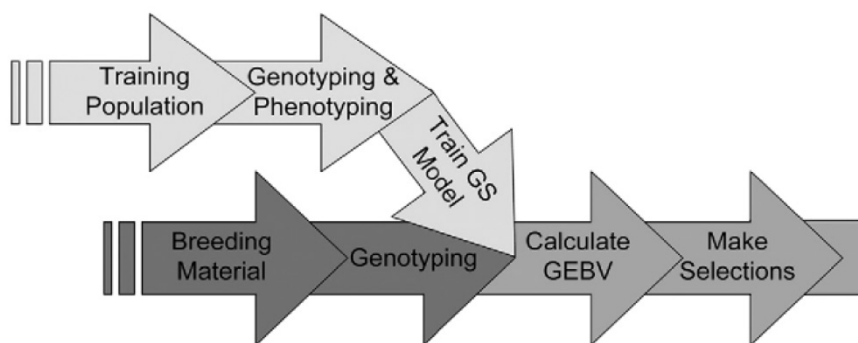 Training
Population
Genotyping &
Phenotyping
Train GS
Model
Breeding
Material
Genotyping
Calculate
GEBV
Make
Selections